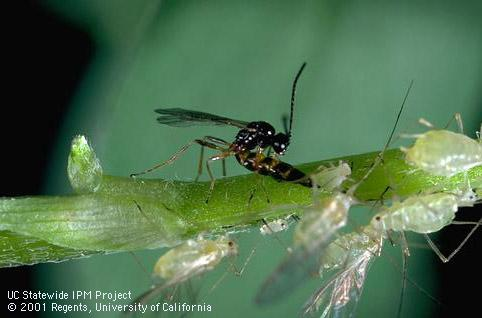 UC Statewide IPM Project
© 2001 Regents, University of California